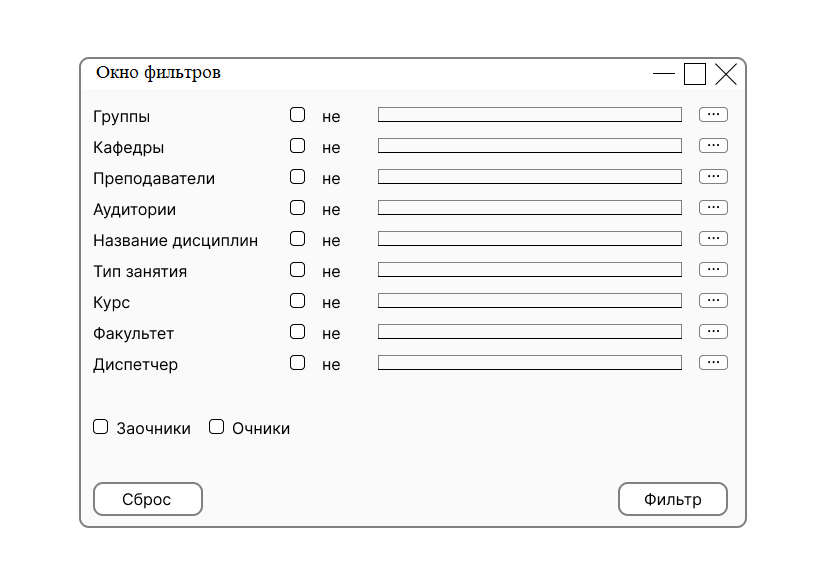 Окно фильтров
Группы не ...
Кафедры не ...
Преподаватели не ...
Аудитории не ...
Название дисциплин не ...
Тип занятия не ...
Курс не ...
Факультет не ...
Диспетчер не ...
Заочники Очники
Сброс Фильтр